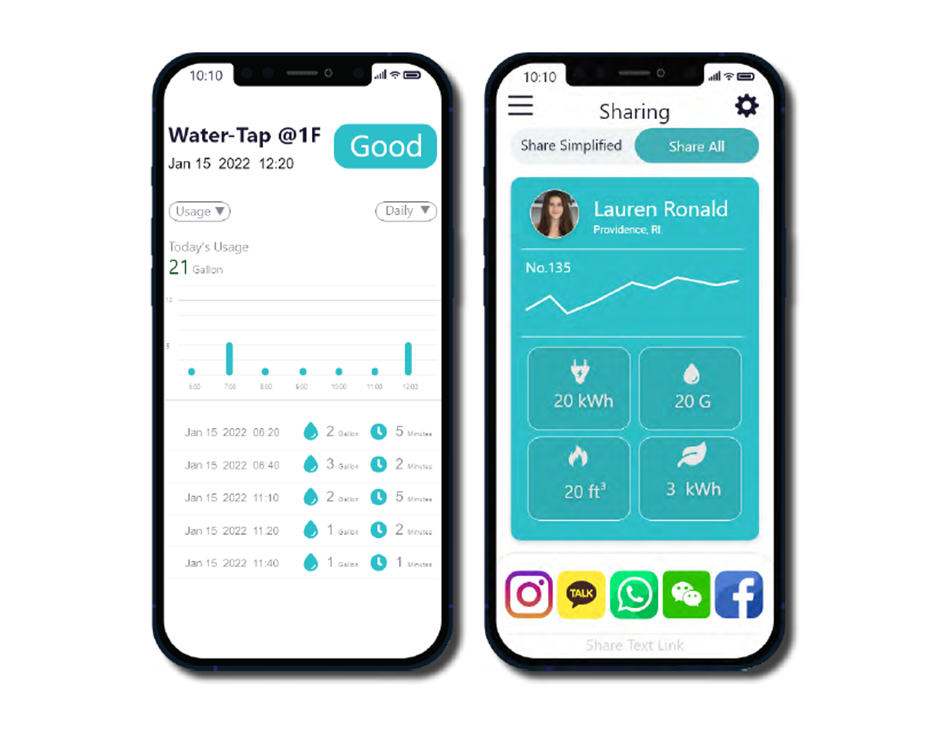 10:10
Water-Tap @1F
Good
Jan 15 2022 12:20
Usage ▼
Daily ▼
Today's Usage
21 Gallon
10
5
6:00 7:00 8:00 9:00 10:00 11:00 12:00
Jan 15 2022 06:20 2 Gallon 5 Minutes
Jan 15 2022 06:40 3 Gallon 2 Minutes
Jan 15 2022 11:10 2 Gallon 5 Minutes
Jan 15 2022 11:20 1 Gallon 2 Minutes
Jan 15 2022 11:40 1 Gallon 1 Minutes
10:10
Sharing
Share Simplified
Share All
Lauren Ronald
Providence, RI.
No.135
20 kWh
20 G
20 ft³
3 kWh
TALK
Share Text Link